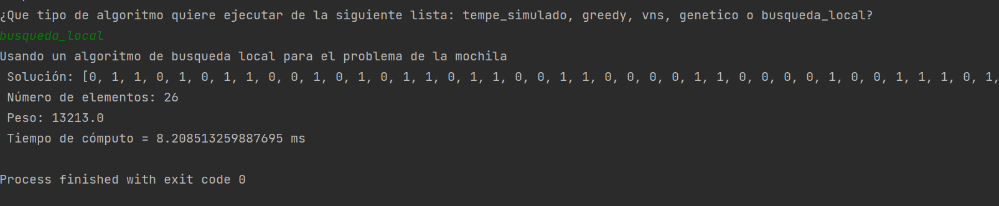 ¿Que tipo de algoritmo quiere ejecutar de la siguiente lista: tempe_simulado, greedy, vns, genetico o busqueda_local?
busqueda_local
Usando un algoritmo de busqueda local para el problema de la mochila
Solución: [0, 1, 1, 0, 1, 0, 1, 1, 0, 0, 1, 0, 1, 0, 1, 1, 0, 1, 1, 0, 0, 1, 1, 0, 0, 0, 0, 1, 1, 0, 0, 0, 0, 1, 0, 0, 1, 1, 1, 0, 1,
Número de elementos: 26
Peso: 13213.0
Tiempo de cómputo = 8.208513259887695 ms
Process finished with exit code 0